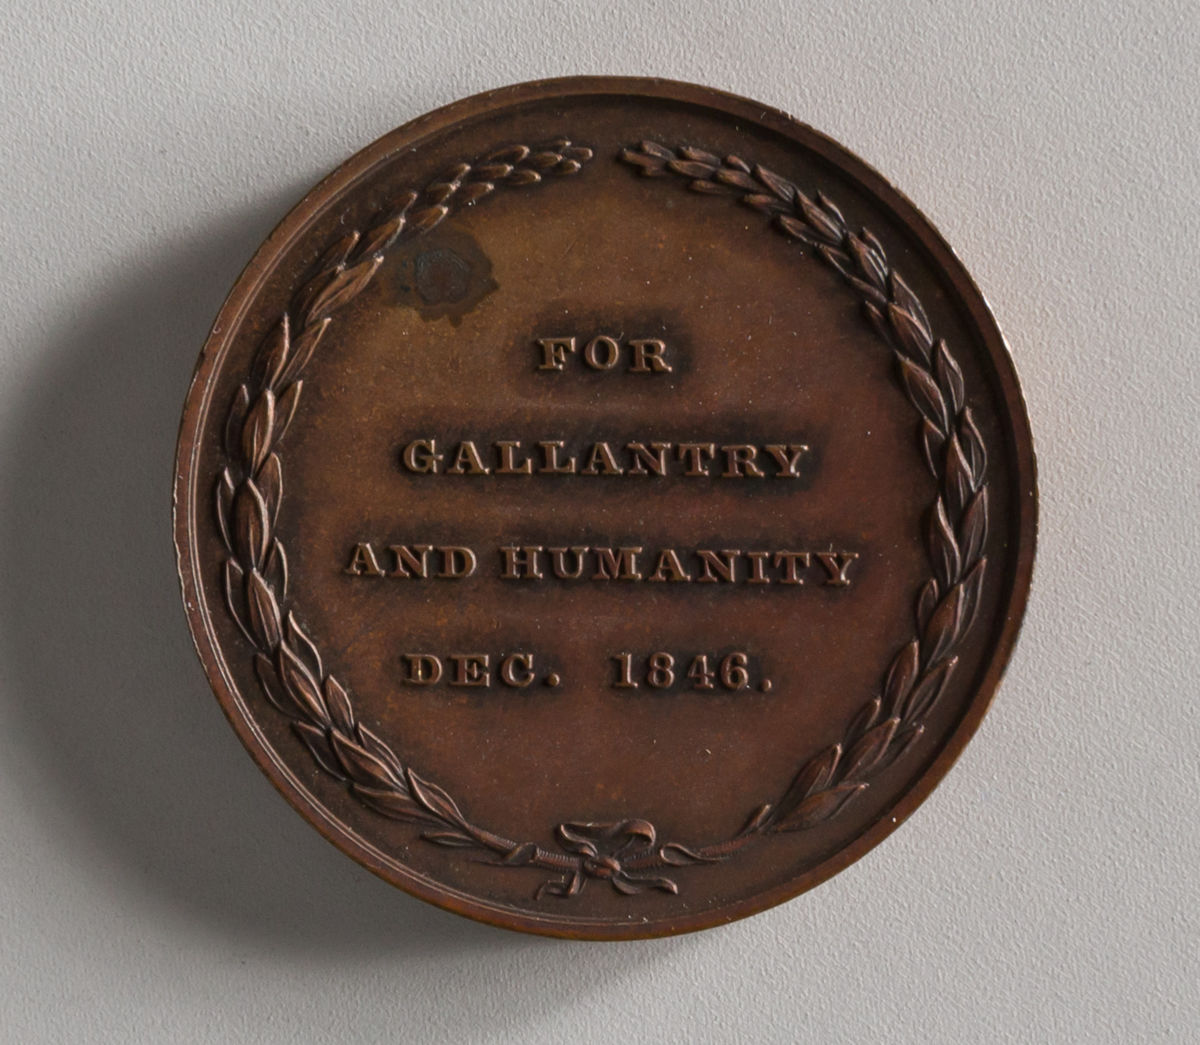 FOR
GALLANTRY
AND HUMANITY
DEC. 1846.